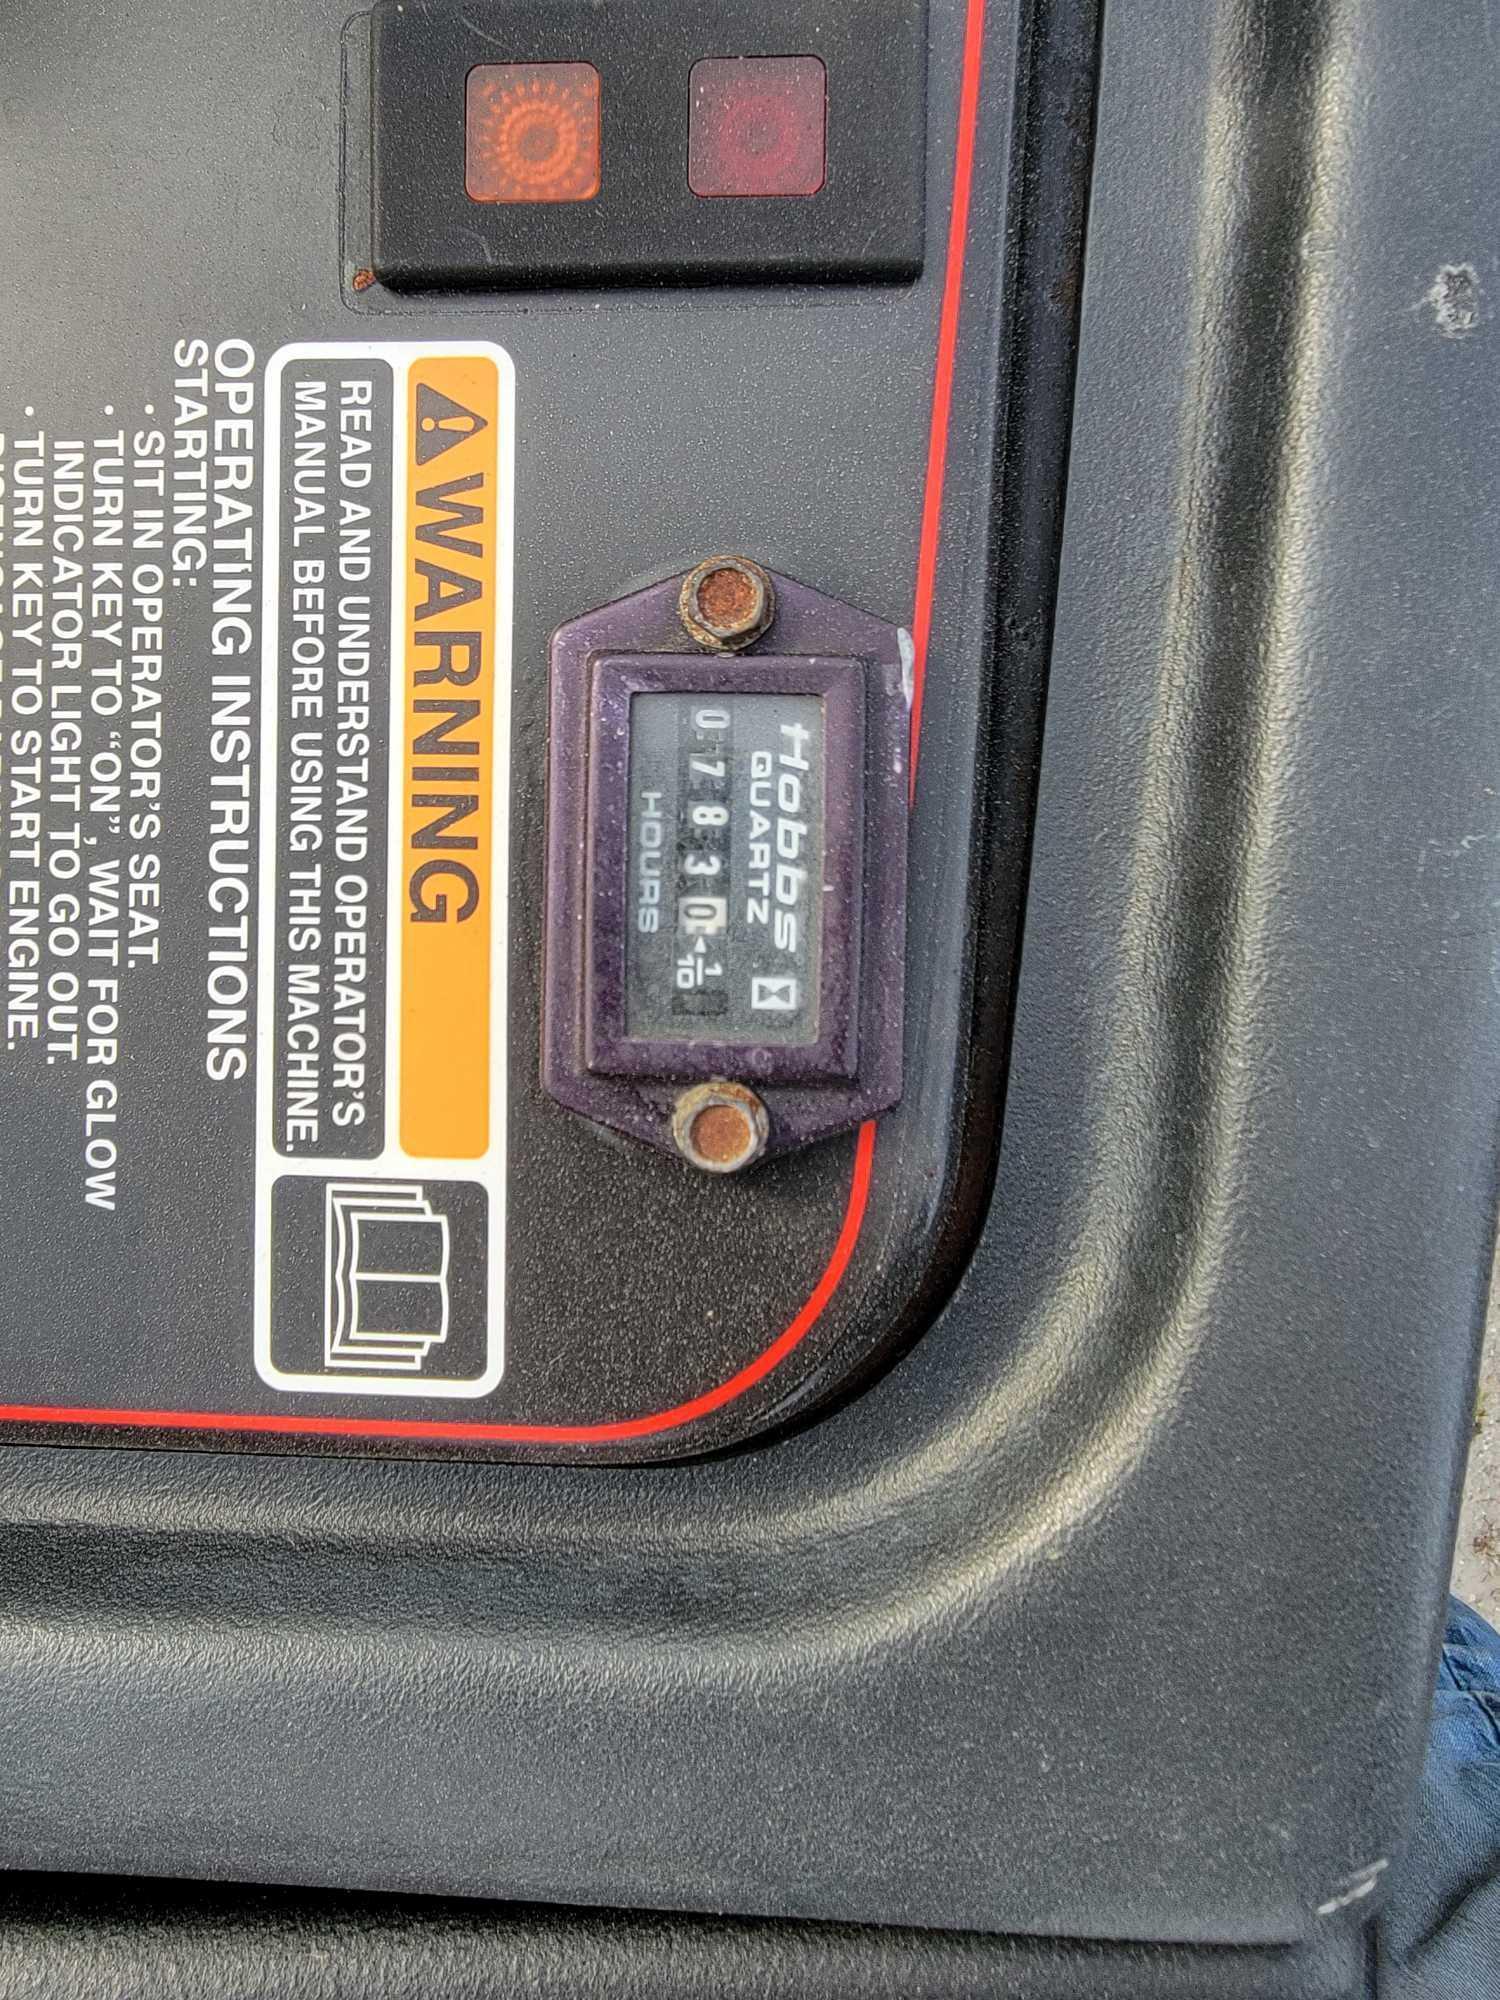 Hobbs
QUARTZ
0 7 8 3 0
1/10
HOURS
WARNING
READ AND UNDERSTAND OPERATOR'S
MANUAL BEFORE USING THIS MACHINE.
OPERATING INSTRUCTIONS
STARTING:
· SIT IN OPERATOR'S SEAT.
· TURN KEY TO “ON”, WAIT FOR GLOW
INDICATOR LIGHT TO GO OUT.
· TURN KEY TO START ENGINE.